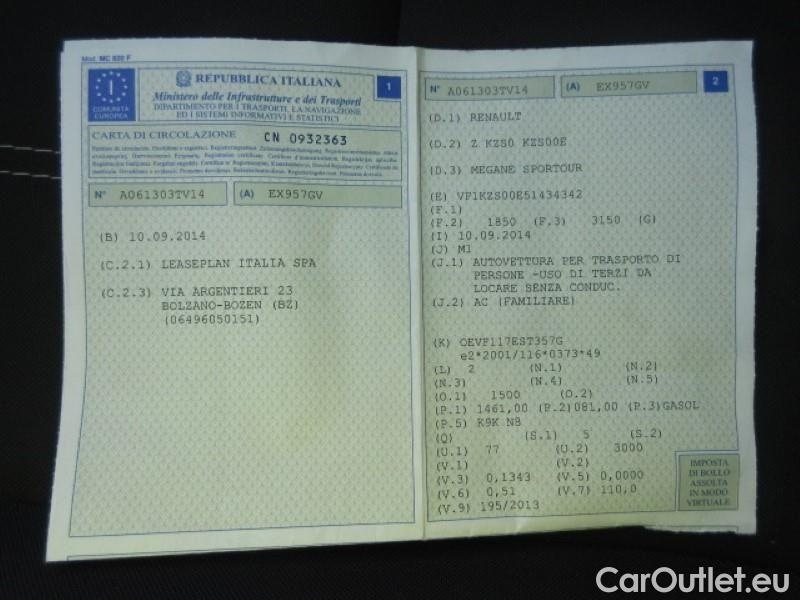 Mod. MC 820 F
I
COMUNITÀ
EUROPEA
REPUBBLICA ITALIANA
Ministero delle Infrastrutture e dei Trasporti
DIPARTIMENTO PER I TRASPORTI, LA NAVIGAZIONE
ED I SISTEMI INFORMATIVI E STATISTICI
1
CARTA DI CIRCOLAZIONE CN 0932363
N° A061303TV14 (A) EX957GV
(B) 10.09.2014
(C.2.1) LEASEPLAN ITALIA SPA
(C.2.3) VIA ARGENTIERI 23
BOLZANO-BOZEN (BZ)
(06496050151)
N° A061303TV14 (A) EX957GV
2
(D.1) RENAULT
(D.2) Z KZS0 KZS00E
(D.3) MEGANE SPORTOUR
(E) VF1KZS00E51434342
(F.1)
(F.2) 1850 (F.3) 3150 (G)
(I) 10.09.2014
(J) M1
(J.1) AUTOVETTURA PER TRASPORTO DI
PERSONE -USO DI TERZI DA
LOCARE SENZA CONDUC.
(J.2) AC (FAMILIARE)
(K) OEVF117EST357G
e2*2001/116*0373*49
(L) 2 (N.1) (N.2)
(N.3) (N.4) (N.5)
(O.1) 1500 (O.2)
(P.1) 1461,00 (P.2)081,00 (P.3)GASOL
(P.5) K9K N8
(Q) (S.1) 5 (S.2)
(U.1) 77 (U.2) 3000
(V.1) (V.2)
(V.3) 0,1343 (V.5) 0,0000
(V.6) 0,51 (V.7) 110,0
(V.9) 195/2013
IMPOSTA
DI BOLLO
ASSOLTA
IN MODO
VIRTUALE
CarOutlet.eu